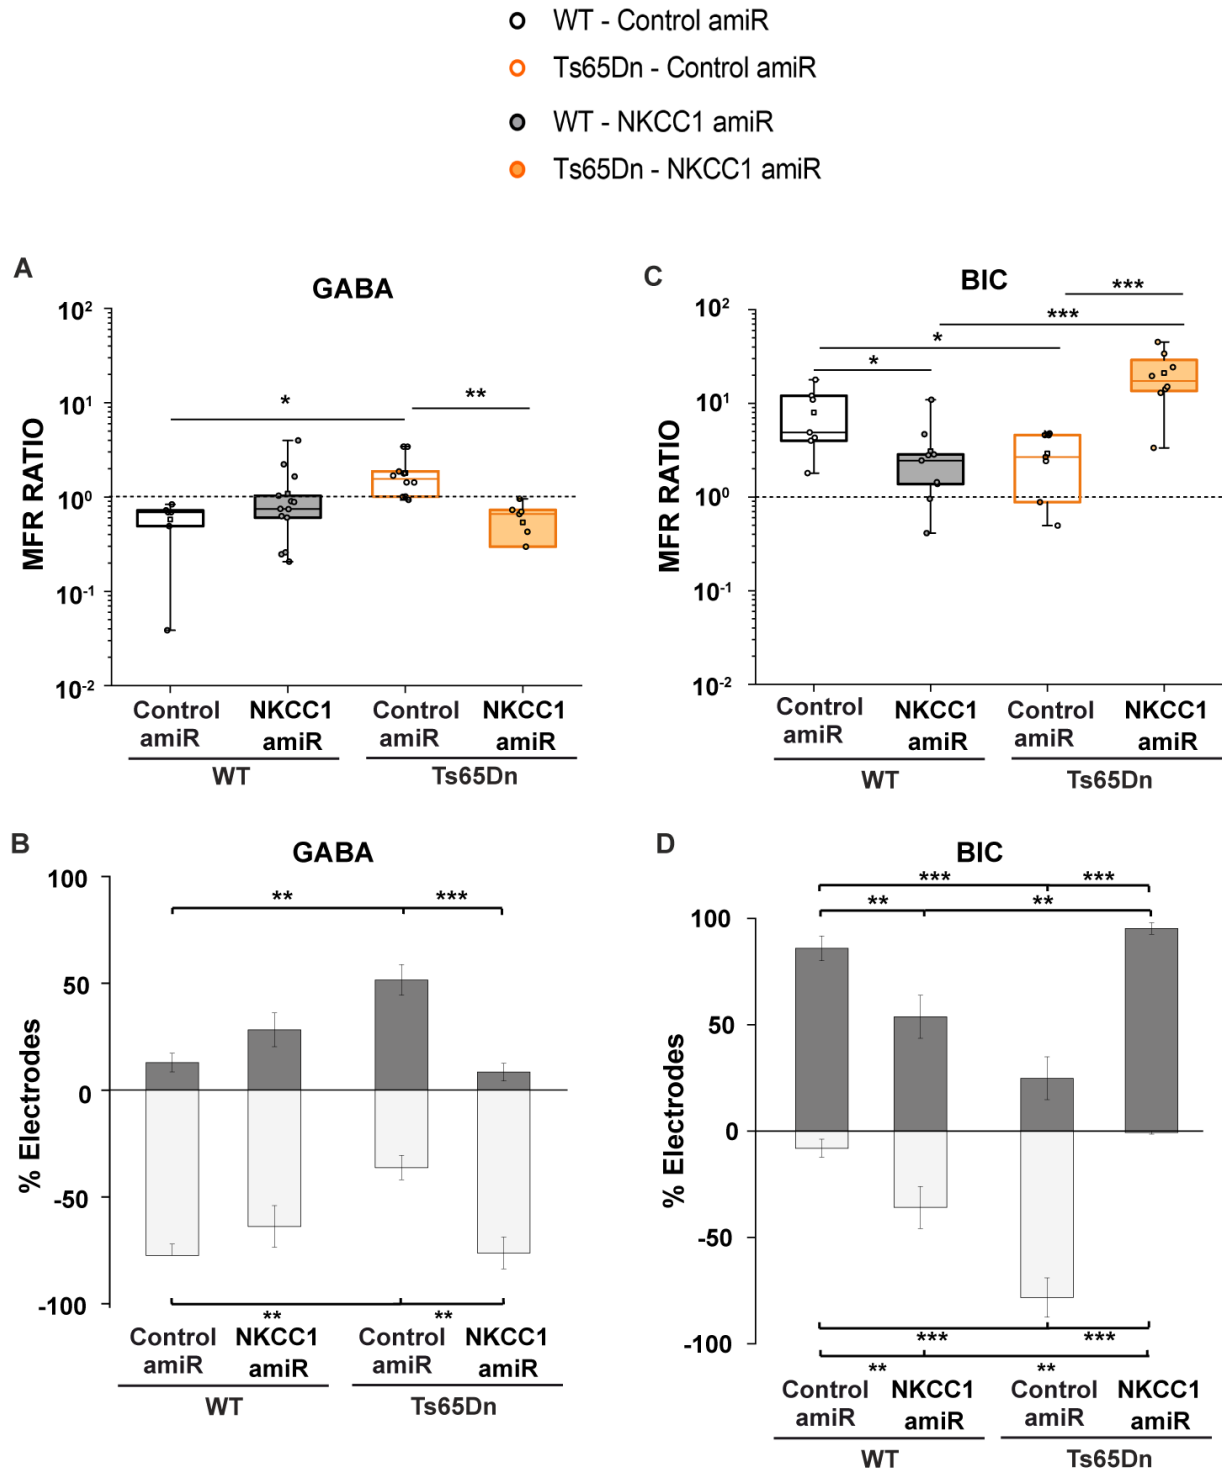 WT - Control amiR
Ts65Dn - Control amiR
WT - NKCC1 amiR
Ts65Dn - NKCC1 amiR
A
GABA
MFR RATIO
10²
10¹
10⁰
10⁻¹
10⁻²
*
**
Control amiR
NKCC1 amiR
Control amiR
NKCC1 amiR
WT
Ts65Dn
C
BIC
MFR RATIO
10²
10¹
10⁰
10⁻¹
10⁻²
***
***
*
*
Control amiR
NKCC1 amiR
Control amiR
NKCC1 amiR
WT
Ts65Dn
B
GABA
% Electrodes
100
50
0
-50
-100
**
***
**
**
Control amiR
NKCC1 amiR
Control amiR
NKCC1 amiR
WT
Ts65Dn
D
BIC
% Electrodes
100
50
0
-50
-100
***
***
**
**
***
***
**
**
Control amiR
NKCC1 amiR
Control amiR
NKCC1 amiR
WT
Ts65Dn